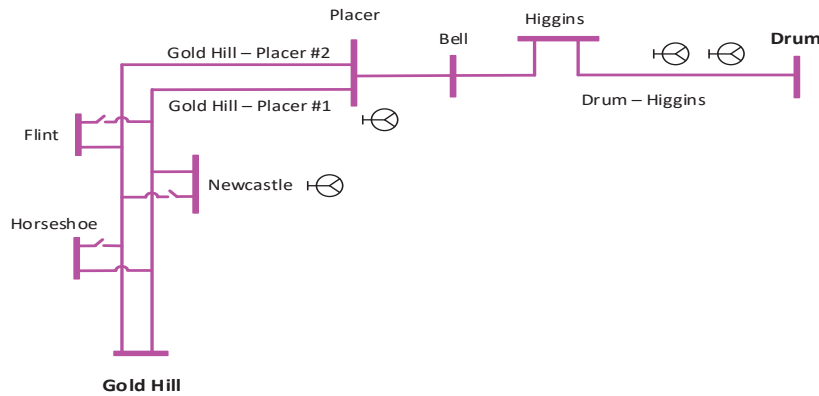 Placer
Higgins
Bell
Drum
Gold Hill – Placer #2
Gold Hill – Placer #1
Drum – Higgins
Flint
Newcastle
Horseshoe
Gold Hill